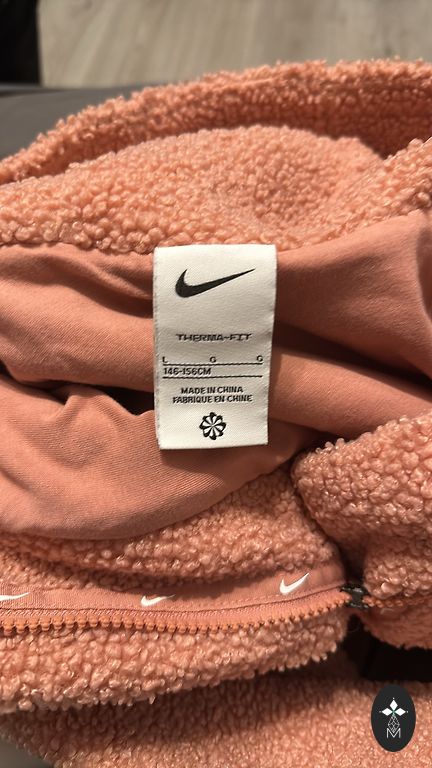 THERMA-FIT
L G G
146-156CM
MADE IN CHINA
FABRIQUE EN CHINE